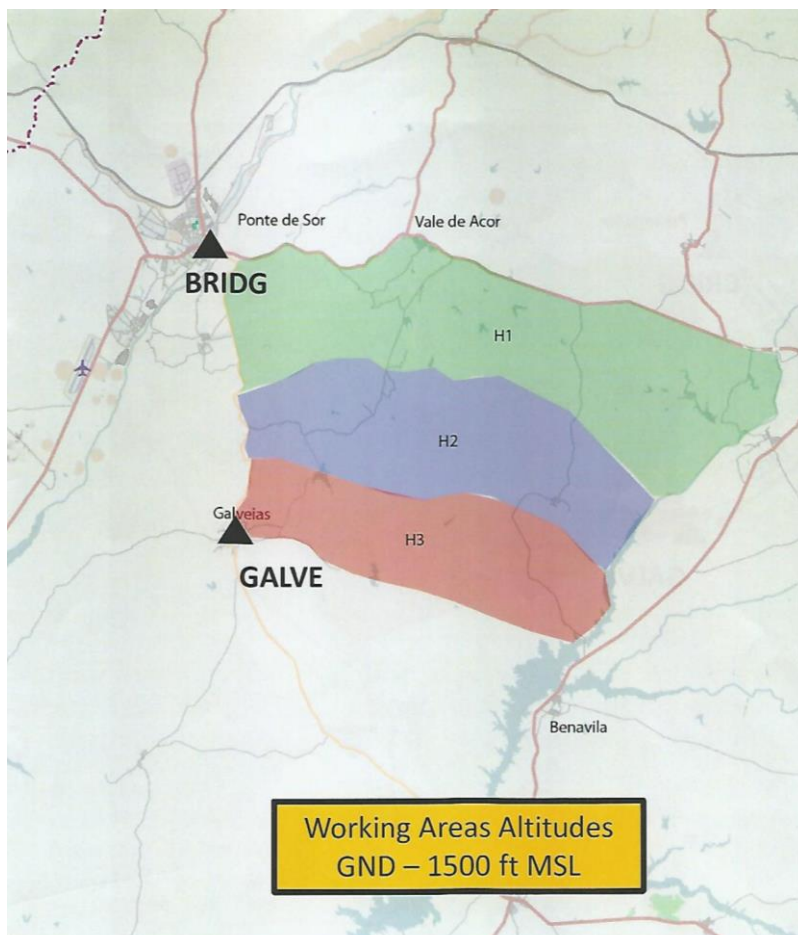 Ponte de Sor
Vale de Acor
BRIDG
H1
H2
Galveias
H3
GALVE
Benavila
Working Areas Altitudes
GND – 1500 ft MSL